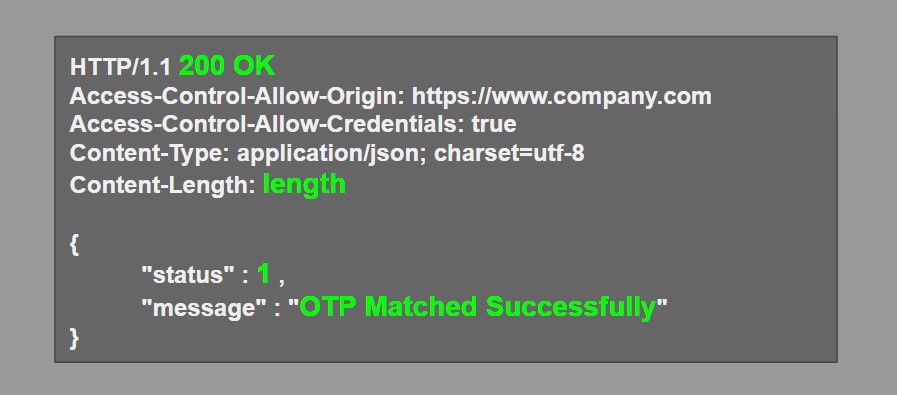 HTTP/1.1 200 OK
Access-Control-Allow-Origin: https://www.company.com
Access-Control-Allow-Credentials: true
Content-Type: application/json; charset=utf-8
Content-Length: length
{
"status" : 1 ,
"message" : "OTP Matched Successfully"
}